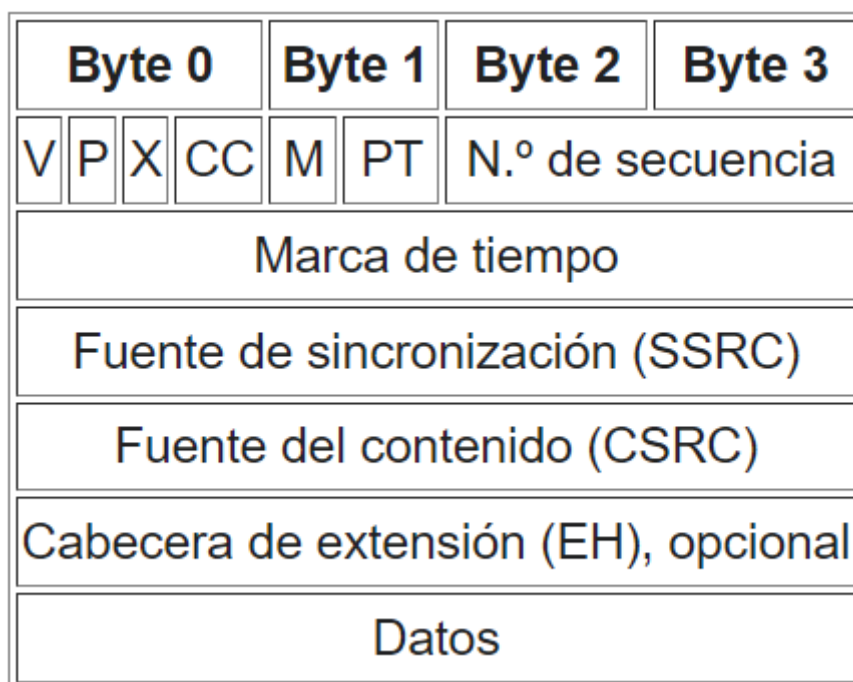 Byte 0 Byte 1 Byte 2 Byte 3
V P X CC M PT N.º de secuencia
Marca de tiempo
Fuente de sincronización (SSRC)
Fuente del contenido (CSRC)
Cabecera de extensión (EH), opcional
Datos